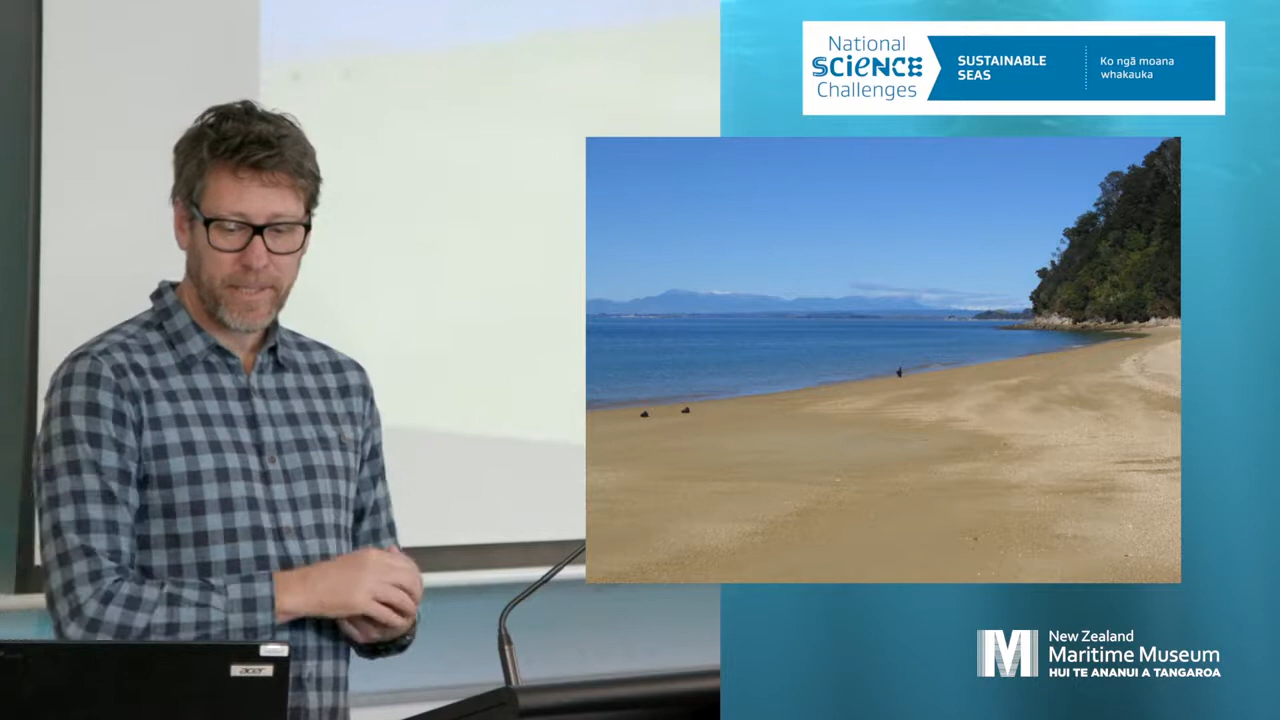 National
SCIENCE
Challenges
SUSTAINABLE
SEAS
Ko ngā moana
whakauka
acer
New Zealand
Maritime Museum
HUI TE ANANUI A TANGAROA